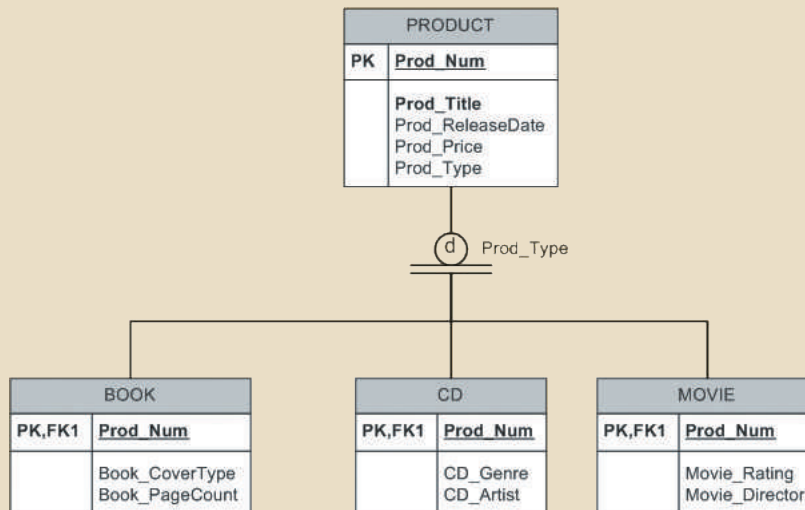 PRODUCT
PK Prod_Num
Prod_Title
Prod_ReleaseDate
Prod_Price
Prod_Type
d Prod_Type
BOOK
PK,FK1 Prod_Num
Book_CoverType
Book_PageCount
CD
PK,FK1 Prod_Num
CD_Genre
CD_Artist
MOVIE
PK,FK1 Prod_Num
Movie_Rating
Movie_Director